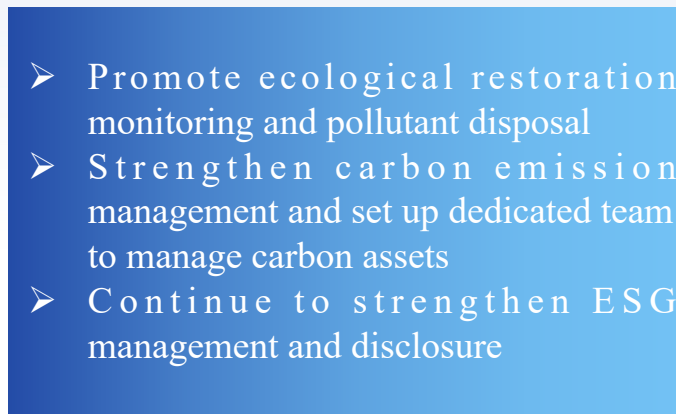 ➢ Promote ecological restoration
monitoring and pollutant disposal
➢ Strengthen carbon emission
management and set up dedicated team
to manage carbon assets
➢ Continue to strengthen ESG
management and disclosure